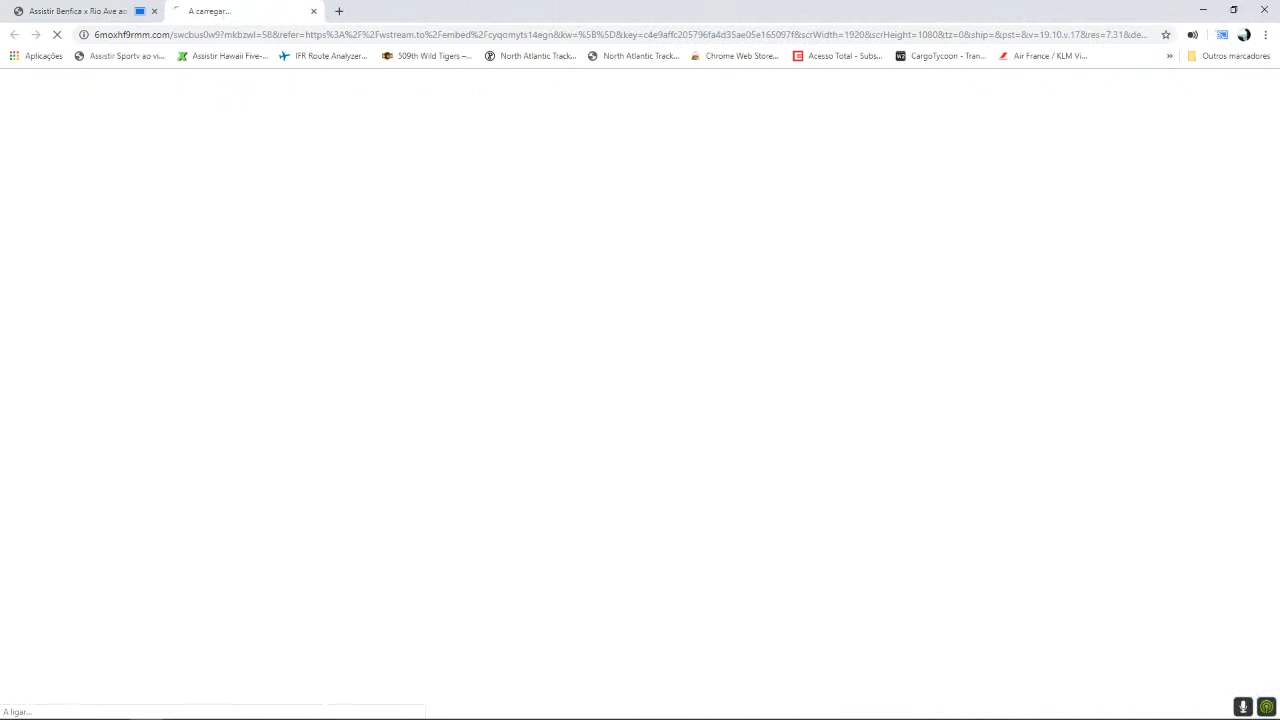 Assistir Benfica x Rio Ave ao
A carregar...
6moxhf9rmm.com/swcbus0w9?mkbzwl=58&refer=https%3A%2F%2Fwstream.to%2Fembed%2Fcyqomyts14egn&kw=%5B%5D&key=c4e9affc205796fa4d35ae05e165097f8&scrWidth=1920&scrHeight=1080&tz=0&ship=&pst=&v=19.10.v.17&res=7.31&de...
Aplicações
Assistir Sportv ao vi...
Assistir Hawaii Five-...
IFR Route Analyzer...
509th Wild Tigers –...
North Atlantic Track...
North Atlantic Track...
Chrome Web Store...
Acesso Total - Subs...
W2
CargoTycoon - Tran...
Air France / KLM Vi...
»
Outros marcadores
A ligar...